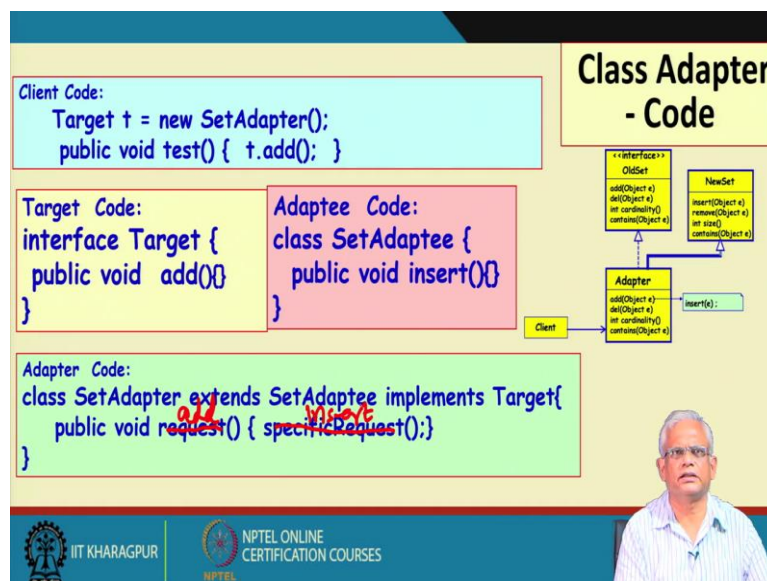 Class Adapter
- Code
Client Code:
Target t = new SetAdapter();
public void test() { t.add(); }
Target Code:
interface Target {
public void add(){}
}
Adaptee Code:
class SetAdaptee {
public void insert(){}
}
<<interface>>
OldSet
add(Object e)
del(Object e)
int cardinality()
contains(Object e)
NewSet
insert(Object e)
remove(Object e)
int size()
contains(Object e)
Adapter
add(Object e)
del(Object e)
int cardinality()
contains(Object e)
insert(e) ;
Client
Adapter Code:
class SetAdapter extends SetAdaptee implements Target{
add insert
public void request() { specificRequest();}
}
IIT KHARAGPUR
NPTEL ONLINE
CERTIFICATION COURSES
NPTEL